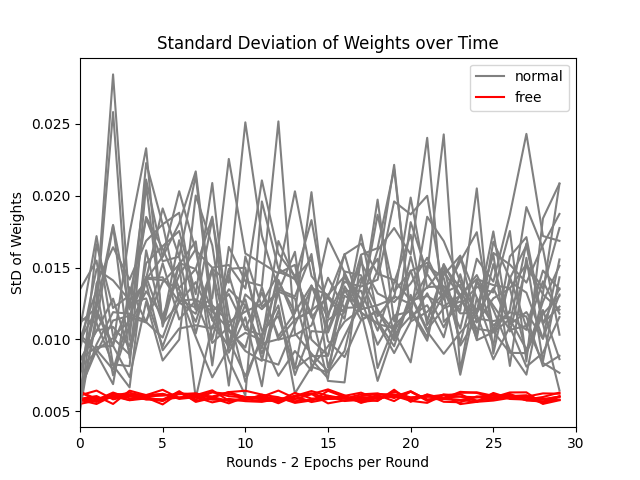 Standard Deviation of Weights over Time
normal
free
StD of Weights
0.025
0.020
0.015
0.010
0.005
0 5 10 15 20 25 30
Rounds - 2 Epochs per Round